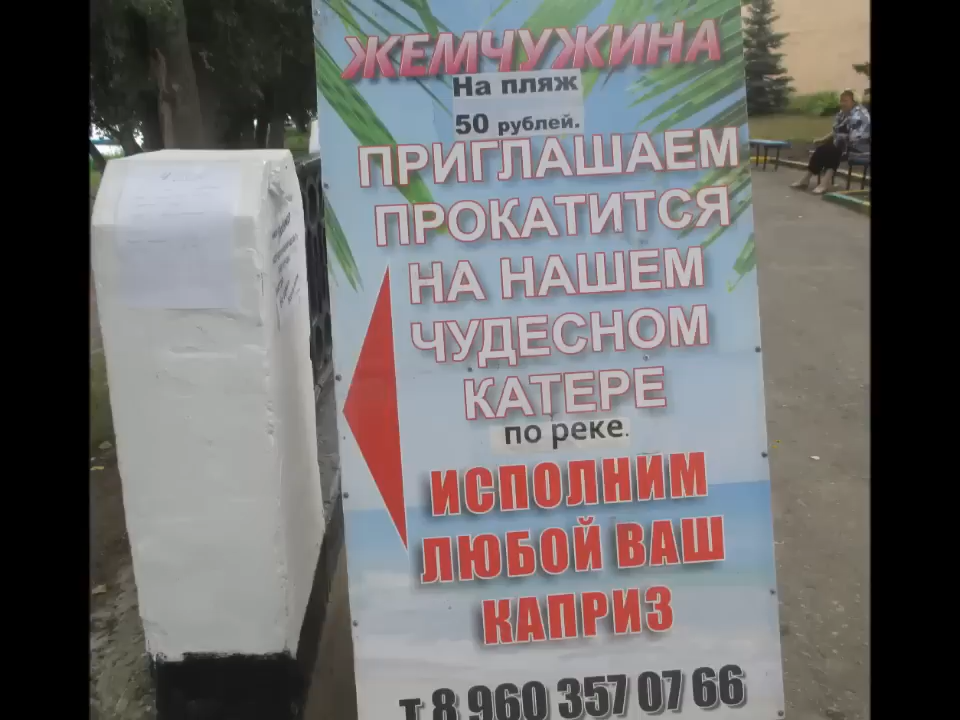 ЖЕМЧУЖИНА
На пляж
50 рублей.
ПРИГЛАШАЕМ
ПРОКАТИТСЯ
НА НАШЕМ
ЧУДЕСНОМ
КАТЕРЕ
по реке.
ИСПОЛНИМ
ЛЮБОЙ ВАШ
КАПРИЗ
т 8 960 357 07 66